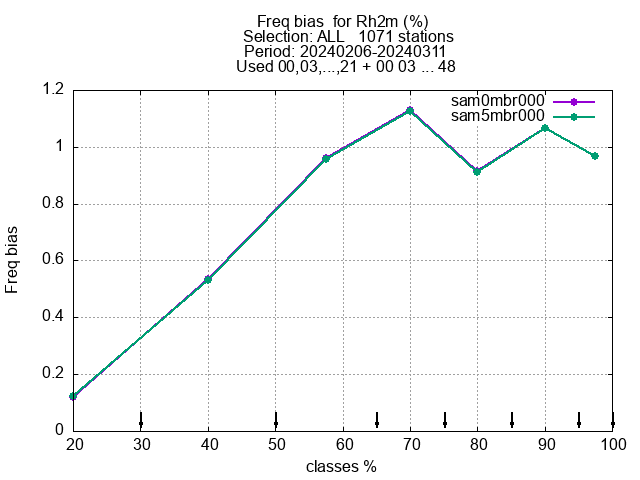 Freq bias  for Rh2m (%)
Selection: ALL   1071 stations
Period: 20240206-20240311
Used 00,03,...,21 + 00 03 ... 48
sam0mbr000
sam5mbr000
1.2
1
0.8
0.6
0.4
0.2
0
Freq bias
20 30 40 50 60 70 80 90 100
classes %